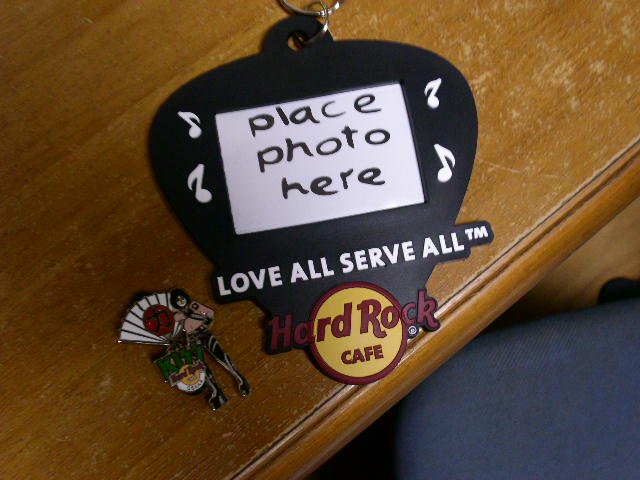 place
photo
here
LOVE ALL SERVE ALL™
Hard Rock
®
CAFE